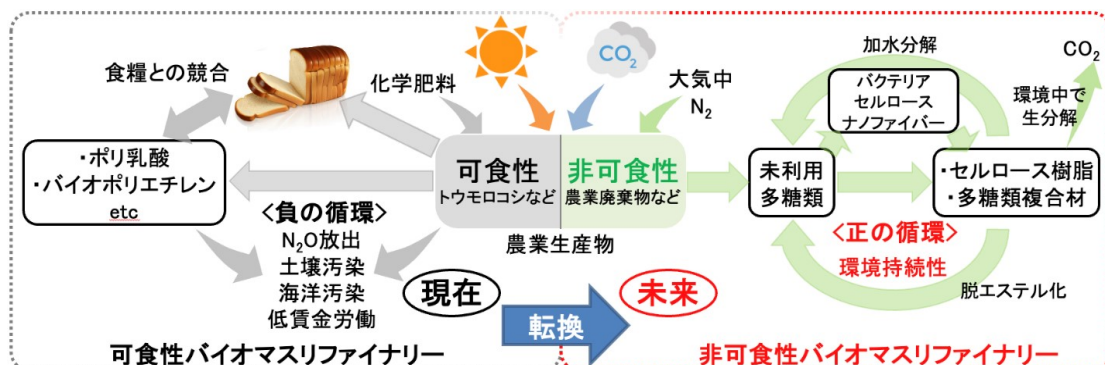 食糧との競合
化学肥料
CO₂
大気中
N₂
加水分解
CO₂
バクテリア
セルロース
ナノファイバー
環境中で
生分解
・ポリ乳酸
・バイオポリエチレン
etc
可食性
トウモロコシなど
非可食性
農業廃棄物など
農業生産物
未利用
多糖類
・セルロース樹脂
・多糖類複合材
<負の循環>
N₂O放出
土壌汚染
海洋汚染
低賃金労働
<正の循環>
環境持続性
脱エステル化
現在
転換
未来
可食性バイオマスリファイナリー
非可食性バイオマスリファイナリー